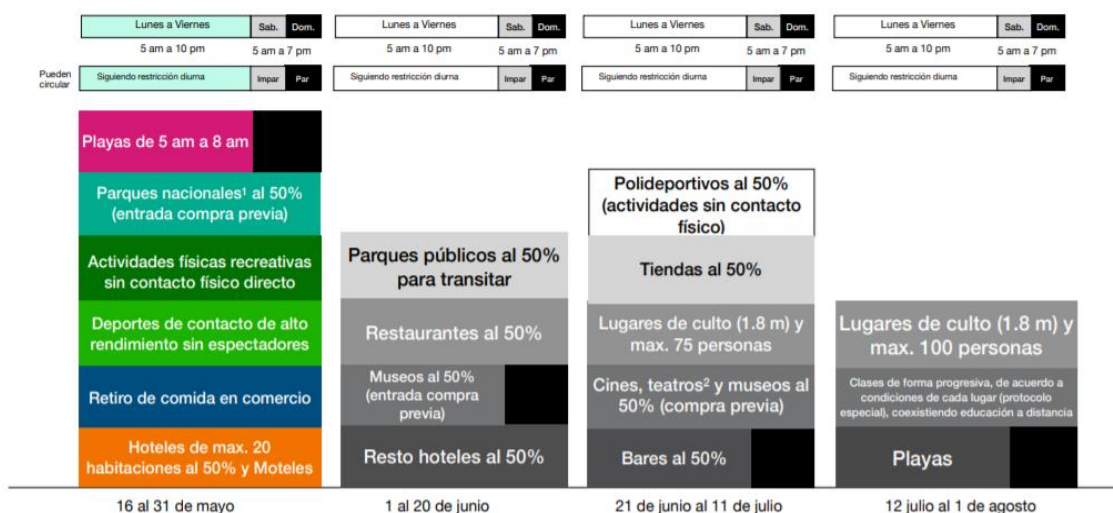 Lunes a Viernes Sab. Dom.
5 am a 10 pm 5 am a 7 pm
Pueden circular
Siguiendo restricción diurna Impar Par
Playas de 5 am a 8 am
Parques nacionales¹ al 50%
(entrada compra previa)
Actividades físicas recreativas
sin contacto físico directo
Deportes de contacto de alto
rendimiento sin espectadores
Retiro de comida en comercio
Hoteles de max. 20
habitaciones al 50% y Moteles
16 al 31 de mayo
Lunes a Viernes Sab. Dom.
5 am a 10 pm 5 am a 7 pm
Siguiendo restricción diurna Impar Par
Parques públicos al 50%
para transitar
Restaurantes al 50%
Museos al 50%
(entrada compra
previa)
Resto hoteles al 50%
1 al 20 de junio
Lunes a Viernes Sab. Dom.
5 am a 10 pm 5 am a 7 pm
Siguiendo restricción diurna Impar Par
Polideportivos al 50%
(actividades sin contacto
físico)
Tiendas al 50%
Lugares de culto (1.8 m) y
max. 75 personas
Cines, teatros² y museos al
50% (compra previa)
Bares al 50%
21 de junio al 11 de julio
Lunes a Viernes Sab. Dom.
5 am a 10 pm 5 am a 7 pm
Siguiendo restricción diurna Impar Par
Lugares de culto (1.8 m) y
max. 100 personas
Clases de forma progresiva, de acuerdo a
condiciones de cada lugar (protocolo
especial), coexistiendo educación a distancia
Playas
12 julio al 1 de agosto